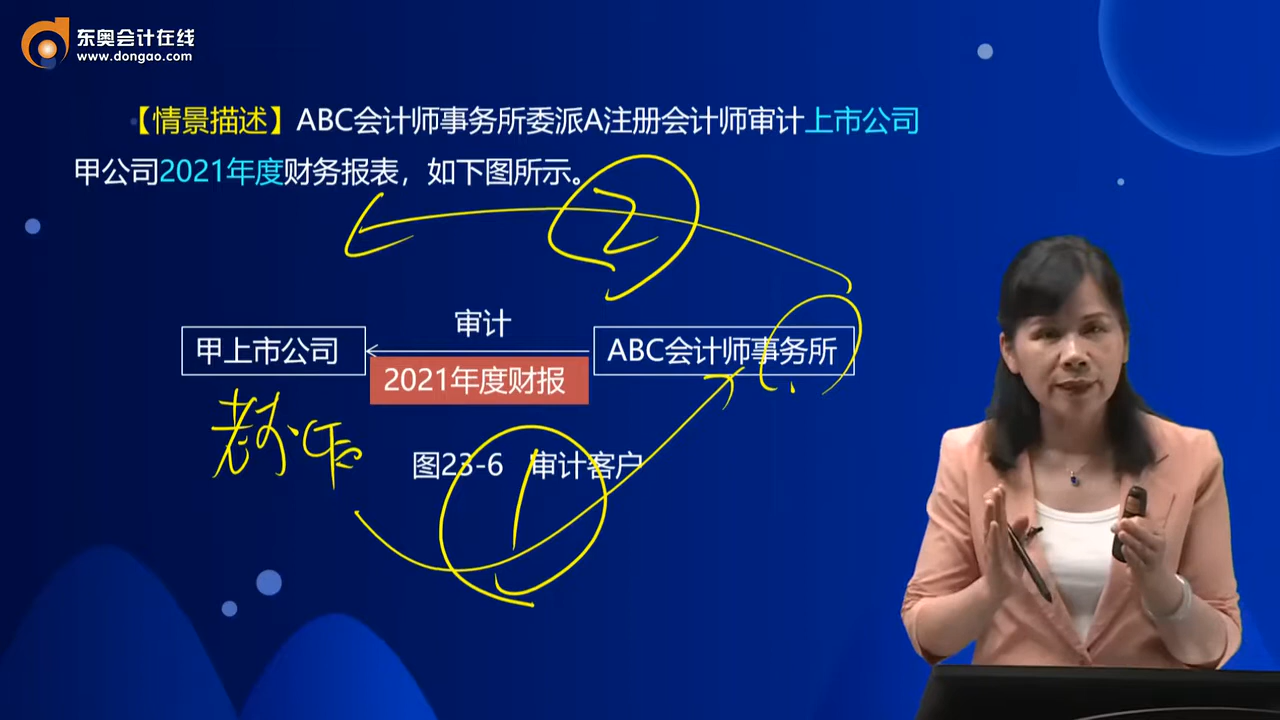 东奥会计在线
www.dongao.com
【情景描述】ABC会计师事务所委派A注册会计师审计上市公司
甲公司2021年度财务报表，如下图所示。
2
审计
甲上市公司
ABC会计师事务所
2021年度财报
图23-6 审计客户
1